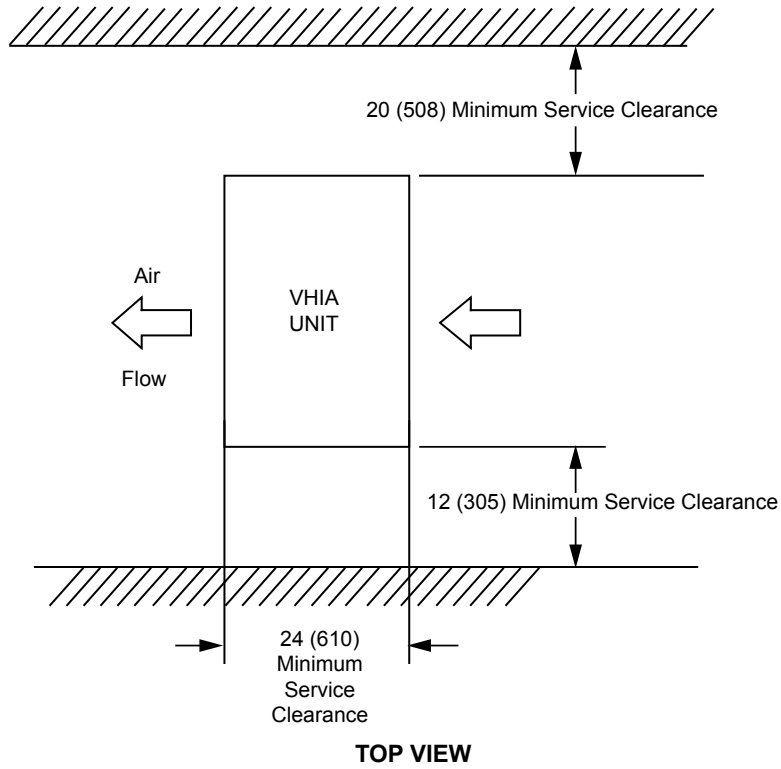 20 (508) Minimum Service Clearance
Air
VHIA
UNIT
Flow
12 (305) Minimum Service Clearance
24 (610)
Minimum
Service
Clearance
TOP VIEW